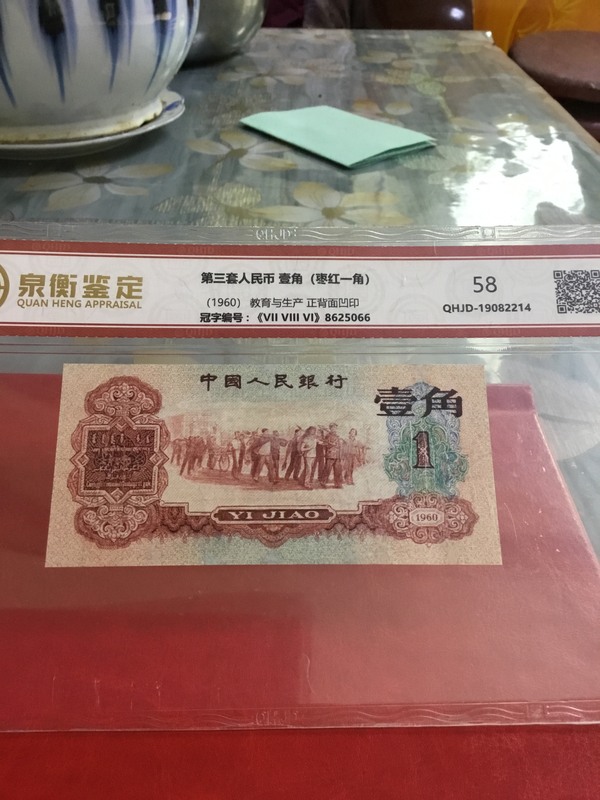 QHJD
泉衡鉴定
QUAN HENG APPRAISAL
第三套人民币 壹角（枣红一角）
（1960） 教育与生产 正背面凹印
冠字编号：《VII VIII VI》8625066
58
QHJD-19082214
中國人民銀行
壹角
1
YI JIAO
1960